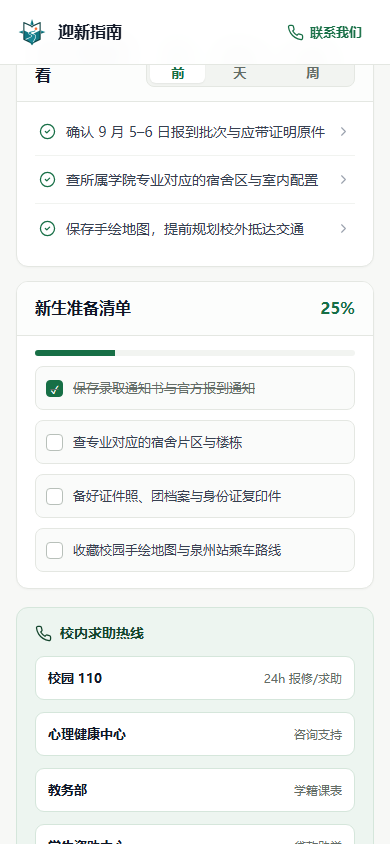 迎新指南
联系我们
看
前
天
周
确认 9 月 5–6 日报到批次与应带证明原件
查所属学院专业对应的宿舍区与室内配置
保存手绘地图，提前规划校外抵达交通
新生准备清单
25%
保存录取通知书与官方报到通知
查专业对应的宿舍片区与楼栋
备好证件照、团档案与身份证复印件
收藏校园手绘地图与泉州站乘车路线
校内求助热线
校园 110
24h 报修/求助
心理健康中心
咨询支持
教务部
学籍课表